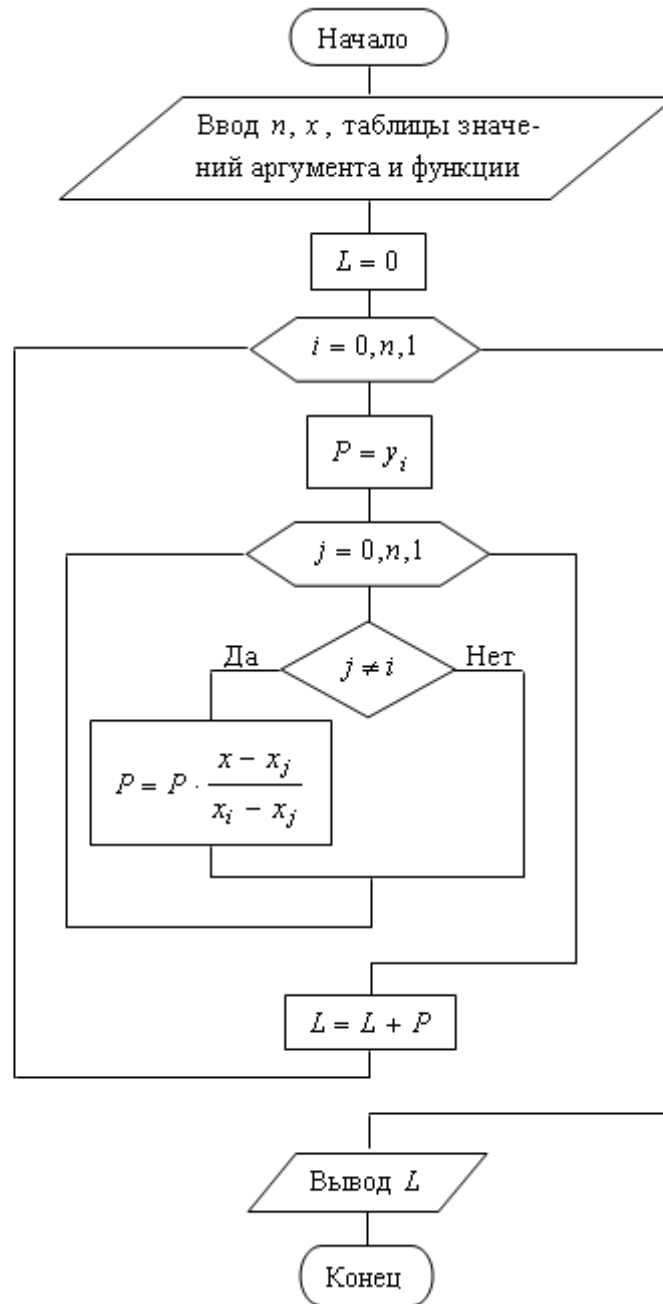 Начало
Ввод n, x, таблицы значе-
ний аргумента и функции
L = 0
i = 0,n,1
P = y_i
j = 0,n,1
Да
j ≠ i
Нет
P = P · (x − x_j)/(x_i − x_j)
L = L + P
Вывод L
Конец